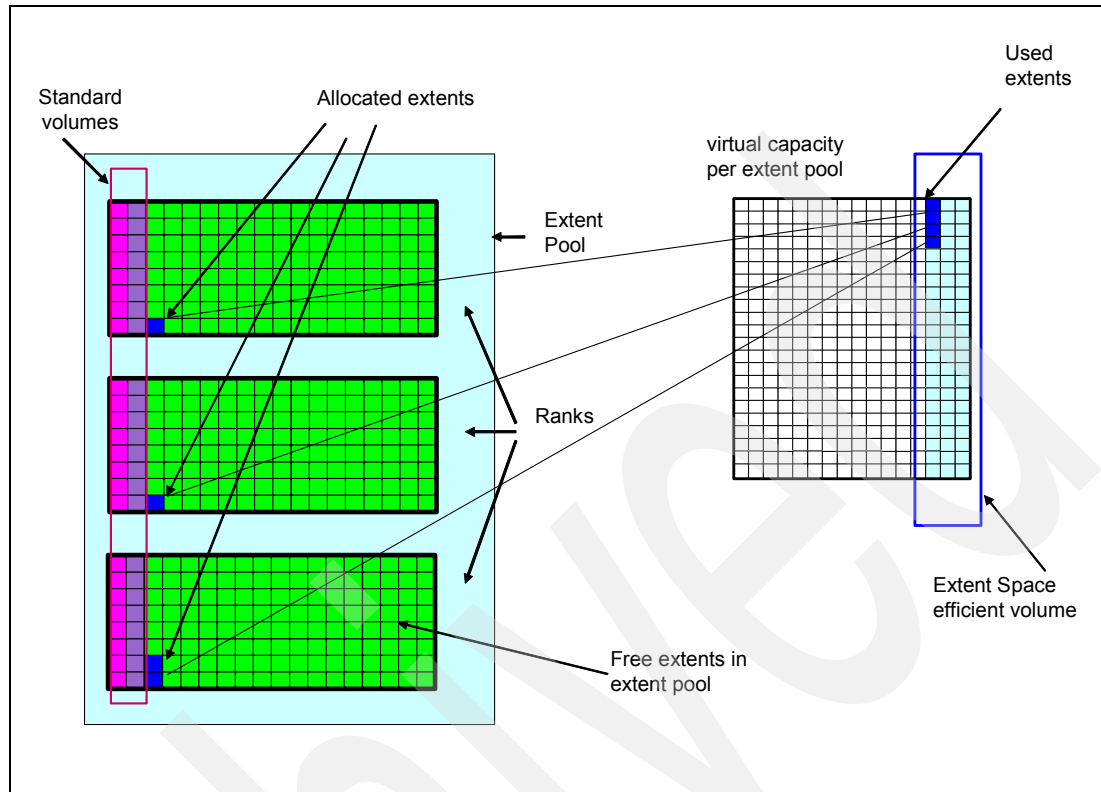 Used
extents
Standard
volumes
Allocated extents
virtual capacity
per extent pool
Extent
Pool
Ranks
Extent Space
efficient volume
Free extents in
extent pool